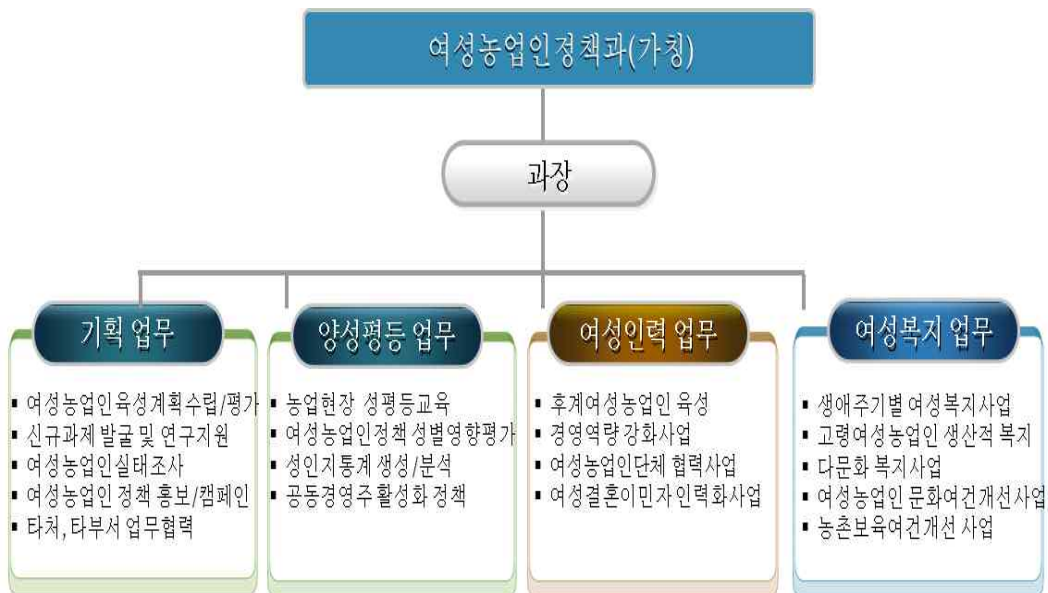 여성농업인정책과(가칭)
과장
기획 업무
▪ 여성농업인육성계획수립/평가
▪ 신규과제 발굴 및 연구지원
▪ 여성농업인실태조사
▪ 여성농업인 정책 홍보/캠페인
▪ 타처, 타부서 업무협력
양성평등 업무
▪ 농업현장 성평등교육
▪ 여성농업인정책 성별영향평가
▪ 성인지통계 생성/분석
▪ 공동경영주 활성화 정책
여성인력 업무
▪ 후계여성농업인 육성
▪ 경영역량 강화사업
▪ 여성농업인단체 협력사업
▪ 여성결혼이민자 인력화사업
여성복지 업무
▪ 생애주기별 여성복지사업
▪ 고령여성농업인 생산적 복지
▪ 다문화 복지사업
▪ 여성농업인 문화여건개선사업
▪ 농촌보육여건개선 사업